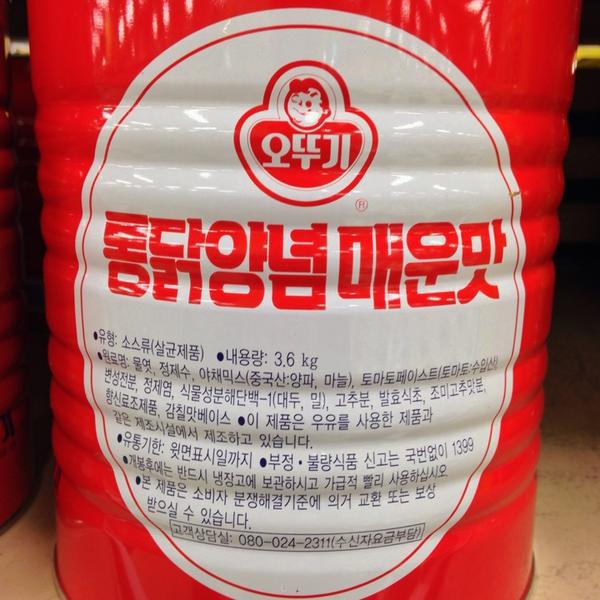 오뚜기
®
통닭양념 매운맛
●유형: 소스류(살균제품) ●내용량: 3.6 kg
●원료명: 물엿, 정제수, 야채믹스(중국산:양파, 마늘), 토마토페이스트(토마토:수입산),
변성전분, 정제염, 식물성분해단백-1(대두, 밀), 고추분, 발효식초, 조미고추맛분,
향신료조제품, 감칠맛베이스 ●이 제품은 우유를 사용한 제품과
같은 제조시설에서 제조하고 있습니다.
●유통기한: 윗면표시일까지 ●부정·불량식품 신고는 국번없이 1399
●개봉후에는 반드시 냉장고에 보관하시고 가급적 빨리 사용하십시오
●본 제품은 소비자 분쟁해결기준에 의거 교환 또는 보상
받으실 수 있습니다.
고객상담실: 080-024-2311(수신자요금부담)
기